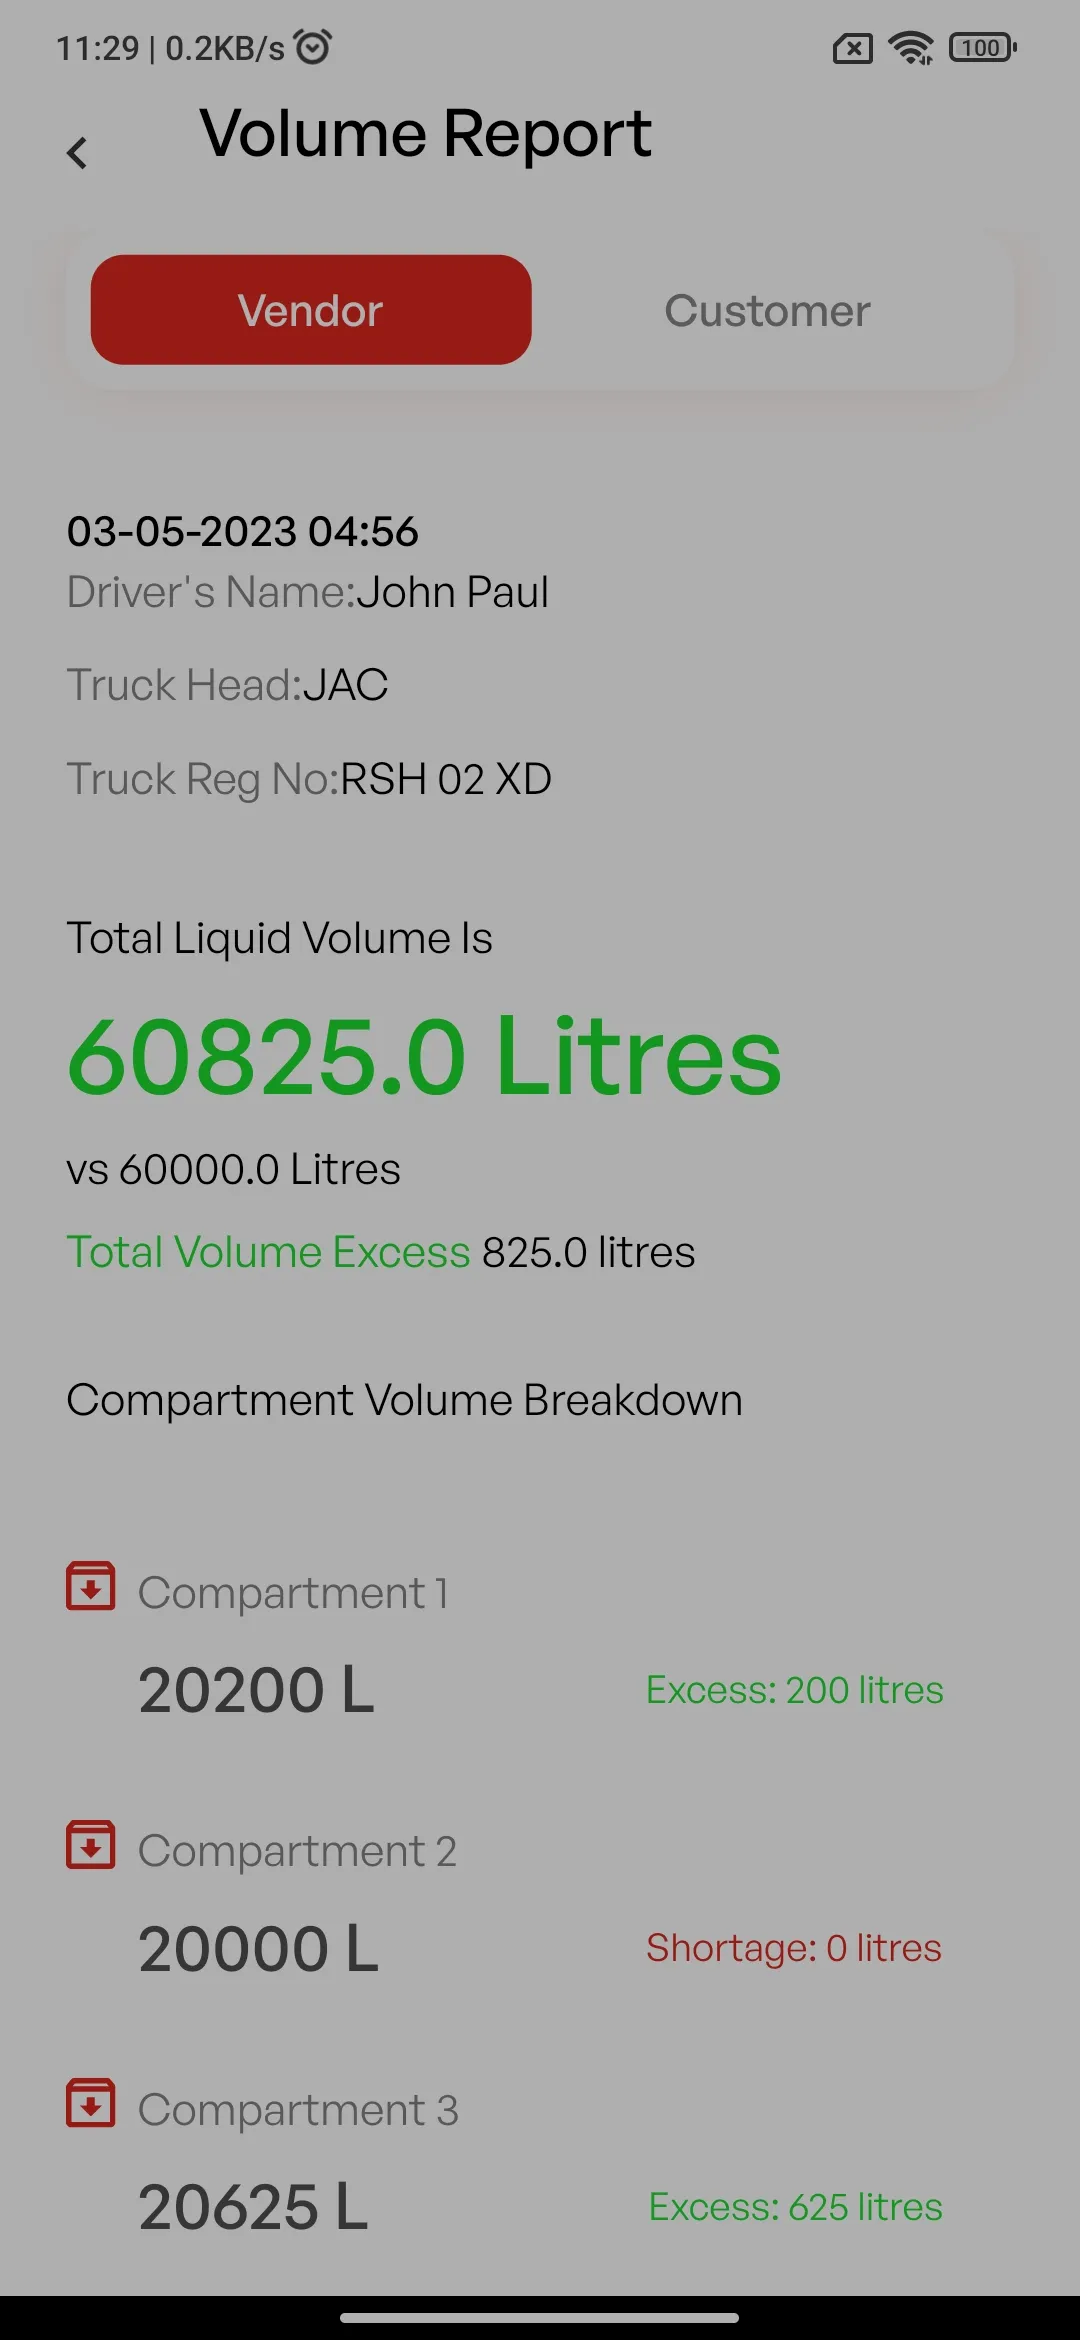 11:29 | 0.2KB/s
100
Volume Report
Vendor
Customer
03-05-2023 04:56
Driver's Name:John Paul
Truck Head:JAC
Truck Reg No:RSH 02 XD
Total Liquid Volume Is
60825.0 Litres
vs 60000.0 Litres
Total Volume Excess 825.0 litres
Compartment Volume Breakdown
Compartment 1
20200 L
Excess: 200 litres
Compartment 2
20000 L
Shortage: 0 litres
Compartment 3
20625 L
Excess: 625 litres